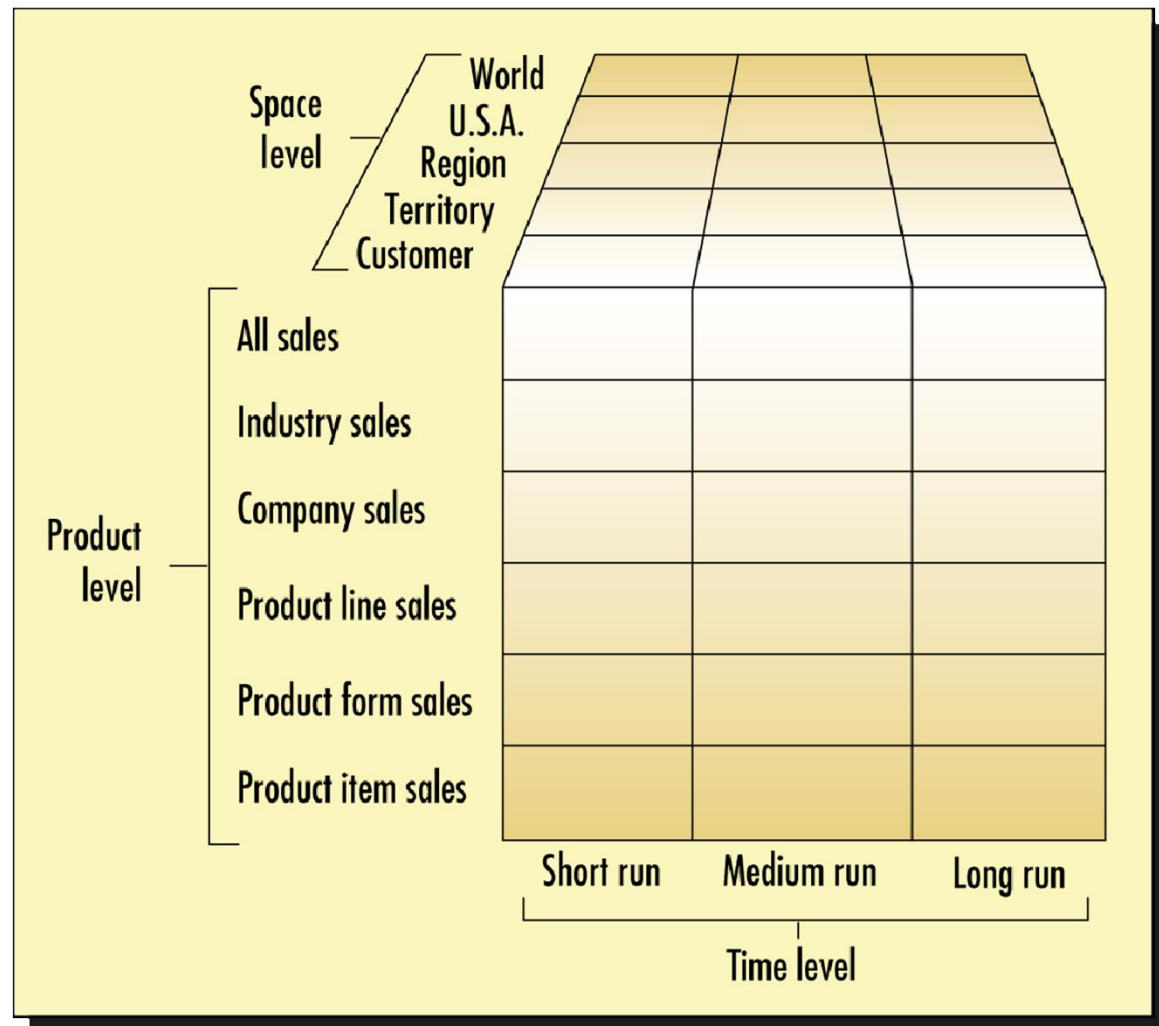 World
Space
level
U.S.A.
Region
Territory
Customer
All sales
Industry sales
Company sales
Product
level
Product line sales
Product form sales
Product item sales
Short run
Medium run
Long run
Time level